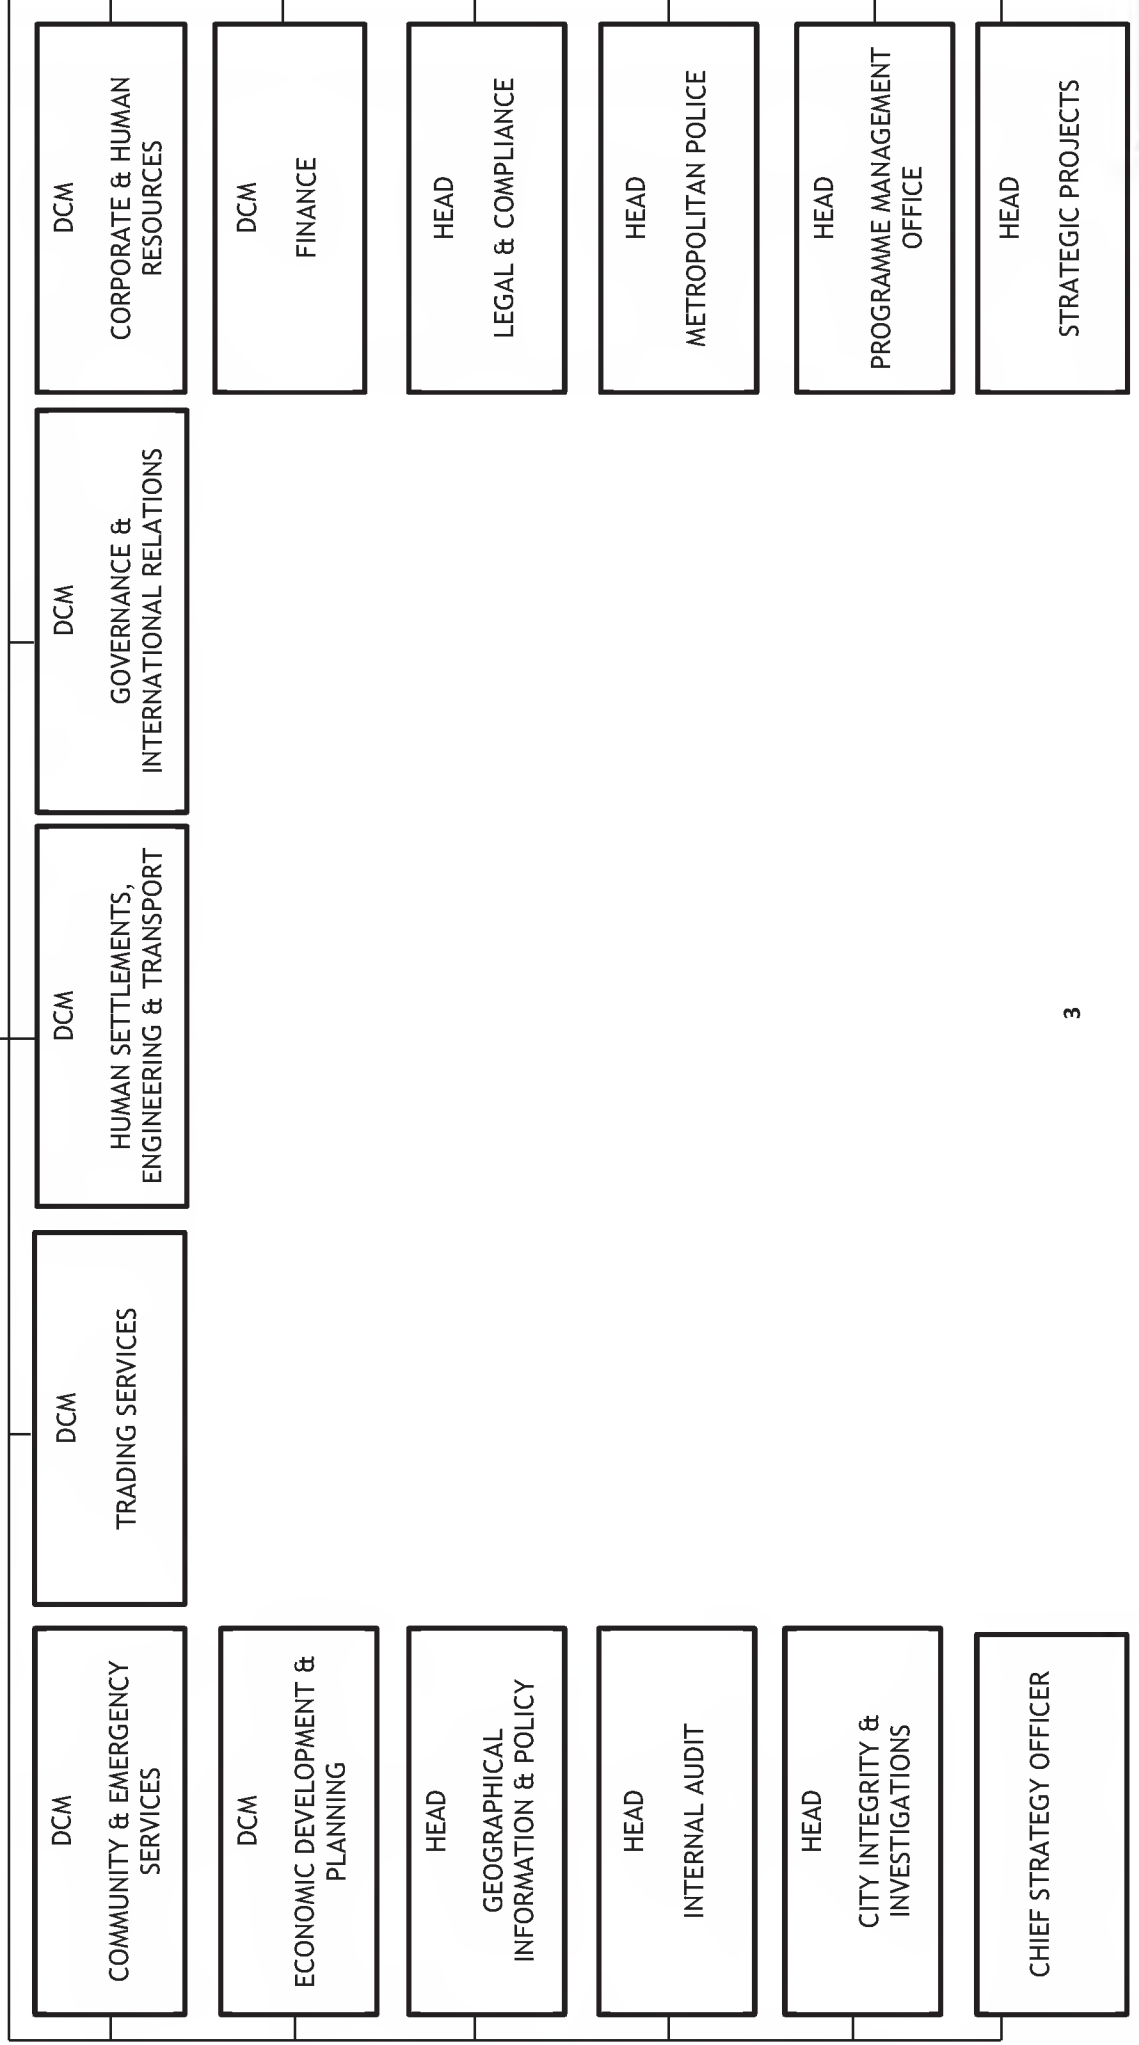 DCM
COMMUNITY & EMERGENCY
SERVICES
DCM
TRADING SERVICES
DCM
HUMAN SETTLEMENTS,
ENGINEERING & TRANSPORT
DCM
GOVERNANCE &
INTERNATIONAL RELATIONS
DCM
CORPORATE & HUMAN
RESOURCES
DCM
ECONOMIC DEVELOPMENT &
PLANNING
DCM
FINANCE
HEAD
GEOGRAPHICAL
INFORMATION & POLICY
HEAD
LEGAL & COMPLIANCE
HEAD
INTERNAL AUDIT
HEAD
METROPOLITAN POLICE
HEAD
CITY INTEGRITY &
INVESTIGATIONS
HEAD
PROGRAMME MANAGEMENT
OFFICE
CHIEF STRATEGY OFFICER
HEAD
STRATEGIC PROJECTS
3